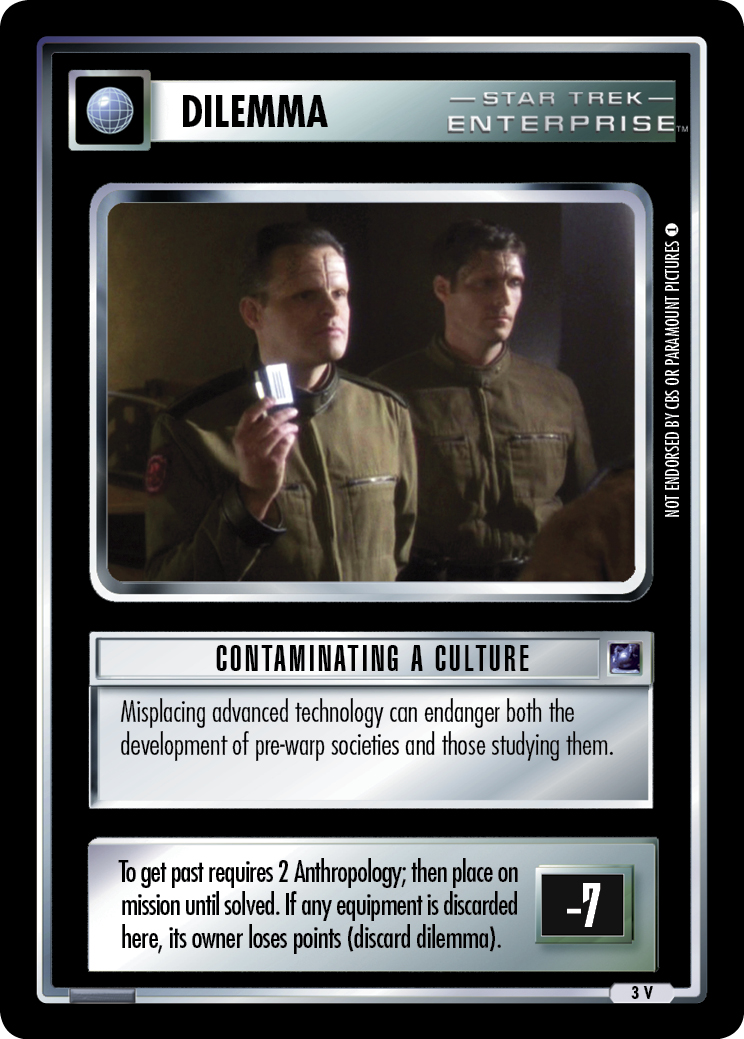 DILEMMA
— STAR TREK —
ENTERPRISE™
NOT ENDORSED BY CBS OR PARAMOUNT PICTURES 1
CONTAMINATING A CULTURE
Misplacing advanced technology can endanger both the
development of pre-warp societies and those studying them.
To get past requires 2 Anthropology; then place on
mission until solved. If any equipment is discarded
here, its owner loses points (discard dilemma).
-7
3 V